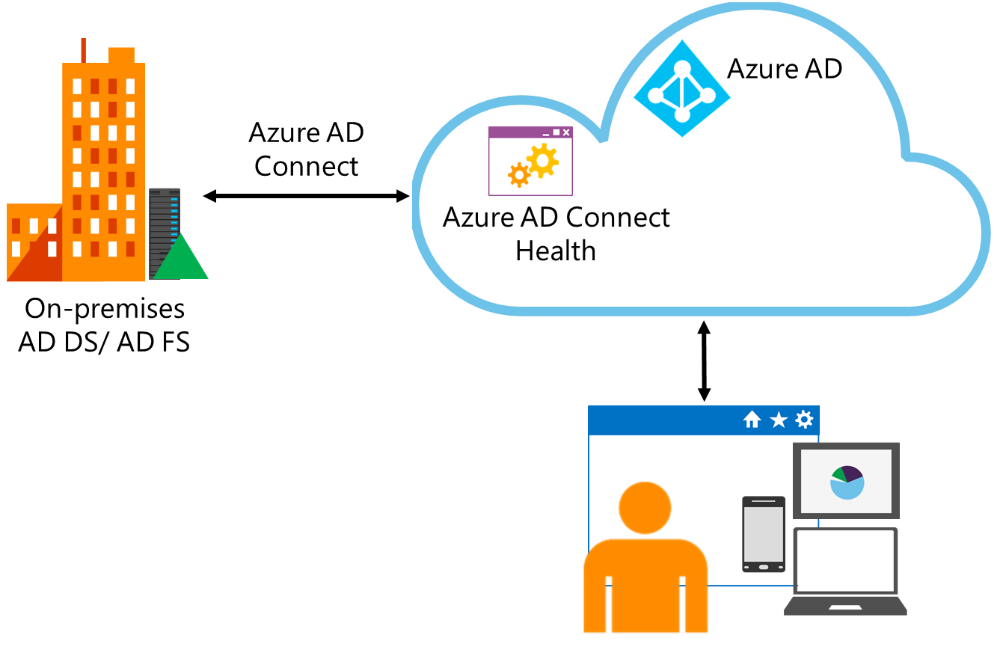 Azure AD
Azure AD
Connect
Azure AD Connect
Health
On-premises
AD DS/ AD FS